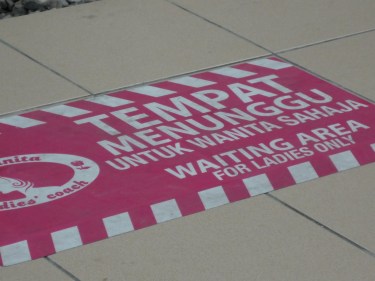 TEMPAT
MENUNGGU
UNTUK WANITA SAHAJA
WAITING AREA
FOR LADIES ONLY
ladies' coach